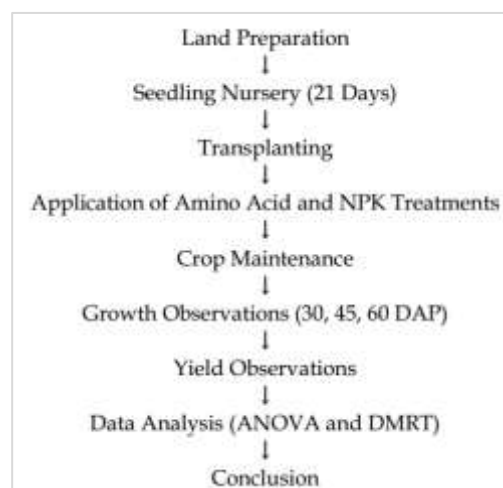 Land Preparation
↓
Seedling Nursery (21 Days)
↓
Transplanting
↓
Application of Amino Acid and NPK Treatments
↓
Crop Maintenance
↓
Growth Observations (30, 45, 60 DAP)
↓
Yield Observations
↓
Data Analysis (ANOVA and DMRT)
↓
Conclusion